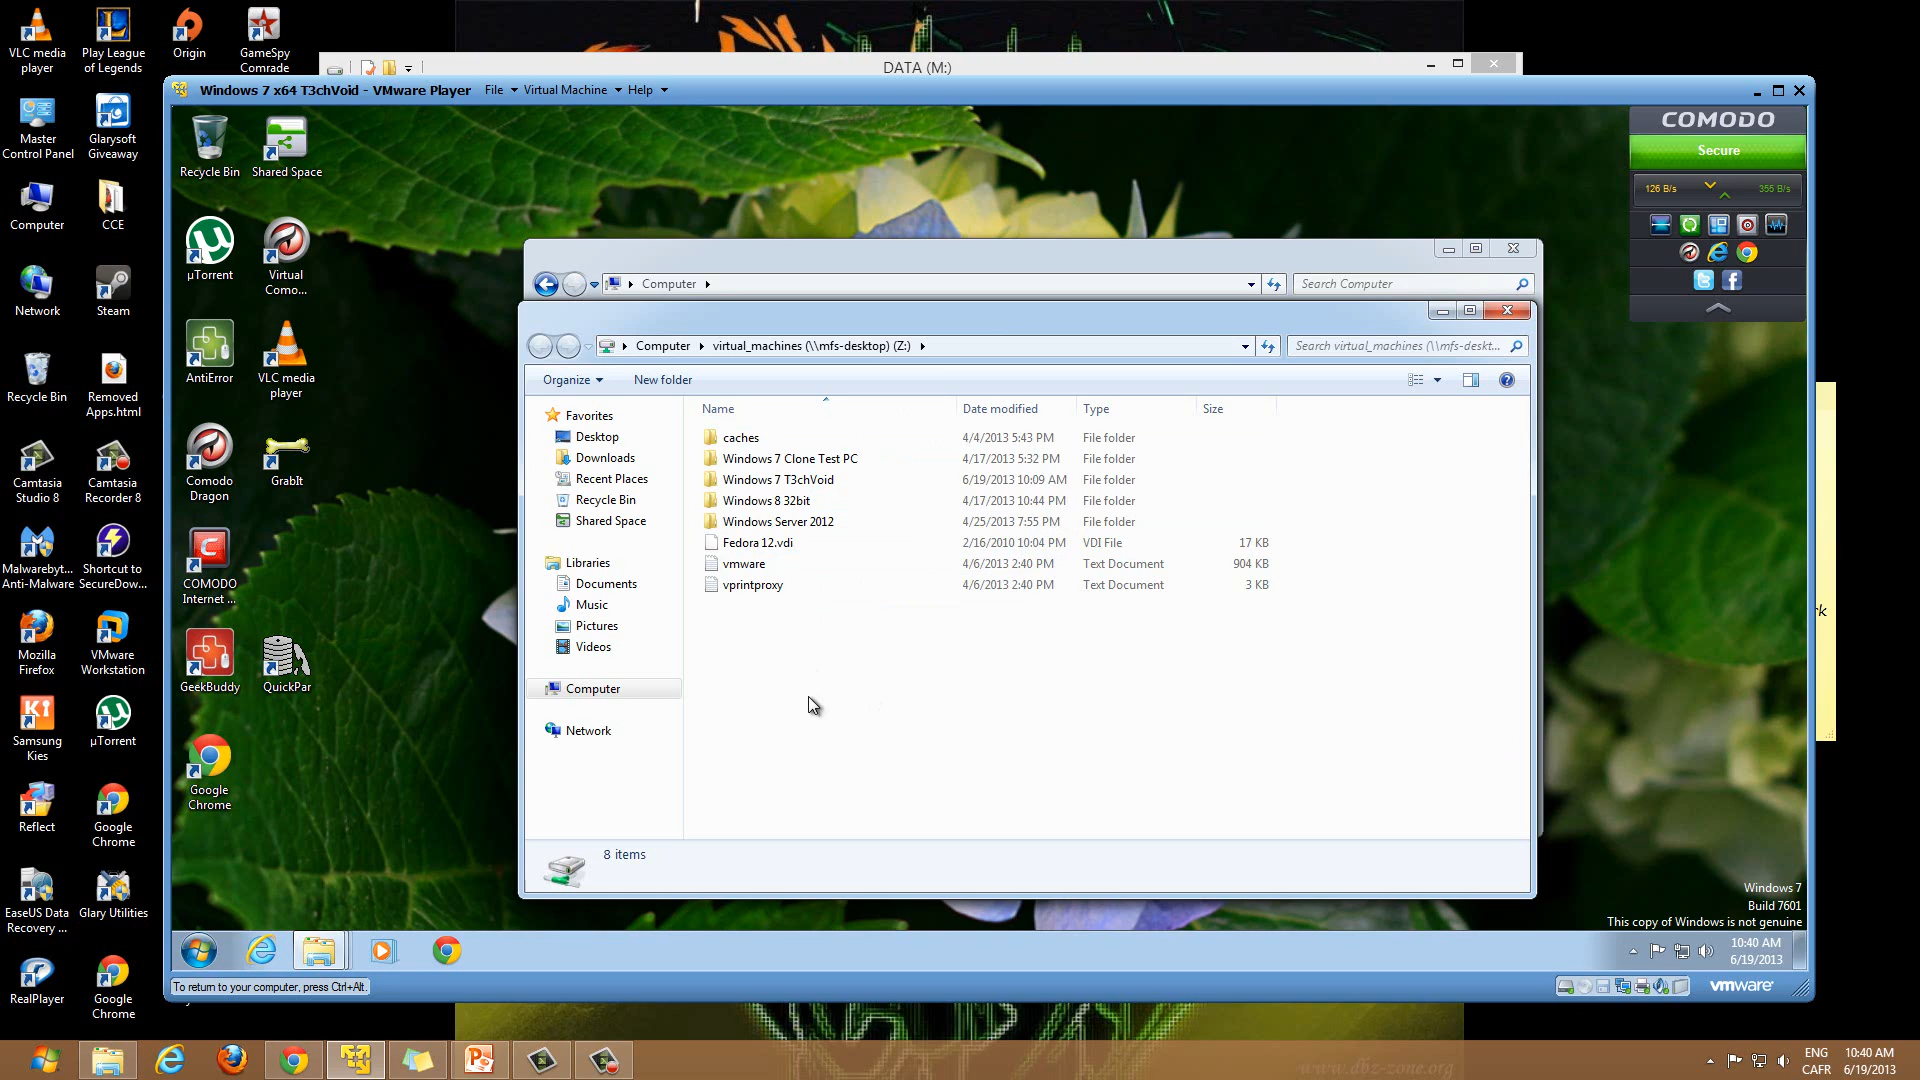 VLC media player
Play League of Legends
Origin
GameSpy Comrade
DATA (M:)
Windows 7 x64 T3chVoid - VMware Player File Virtual Machine Help
Master Control Panel
Glarysoft Giveaway
Computer
CCE
Network
Steam
Recycle Bin
Removed Apps.html
Camtasia Studio 8
Camtasia Recorder 8
Malwarebyt... Anti-Malware
Shortcut to SecureDow...
Mozilla Firefox
VMware Workstation
Samsung Kies
µTorrent
Reflect
Google Chrome
EaseUS Data Recovery ...
Glary Utilities
RealPlayer
Google Chrome
Recycle Bin
Shared Space
µTorrent
Virtual Como...
AntiError
VLC media player
Comodo Dragon
GrabIt
COMODO Internet ...
GeekBuddy
QuickPar
Google Chrome
COMODO
Secure
126 B/s
355 B/s
Computer
Search Computer
Computer virtual_machines (\\mfs-desktop) (Z:)
Search virtual_machines (\\mfs-deskt...
Organize New folder
Name Date modified Type Size
caches 4/4/2013 5:43 PM File folder
Windows 7 Clone Test PC 4/17/2013 5:32 PM File folder
Windows 7 T3chVoid 6/19/2013 10:09 AM File folder
Windows 8 32bit 4/17/2013 10:44 PM File folder
Windows Server 2012 4/25/2013 7:55 PM File folder
Fedora 12.vdi 2/16/2010 10:04 PM VDI File 17 KB
vmware 4/6/2013 2:40 PM Text Document 904 KB
vprintproxy 4/6/2013 2:40 PM Text Document 3 KB
Favorites
Desktop
Downloads
Recent Places
Recycle Bin
Shared Space
Libraries
Documents
Music
Pictures
Videos
Computer
Network
8 items
Windows 7
Build 7601
This copy of Windows is not genuine
10:40 AM
6/19/2013
To return to your computer, press Ctrl+Alt.
vmware
www.dbz-zone.org
ENG
CAFR
10:40 AM
6/19/2013